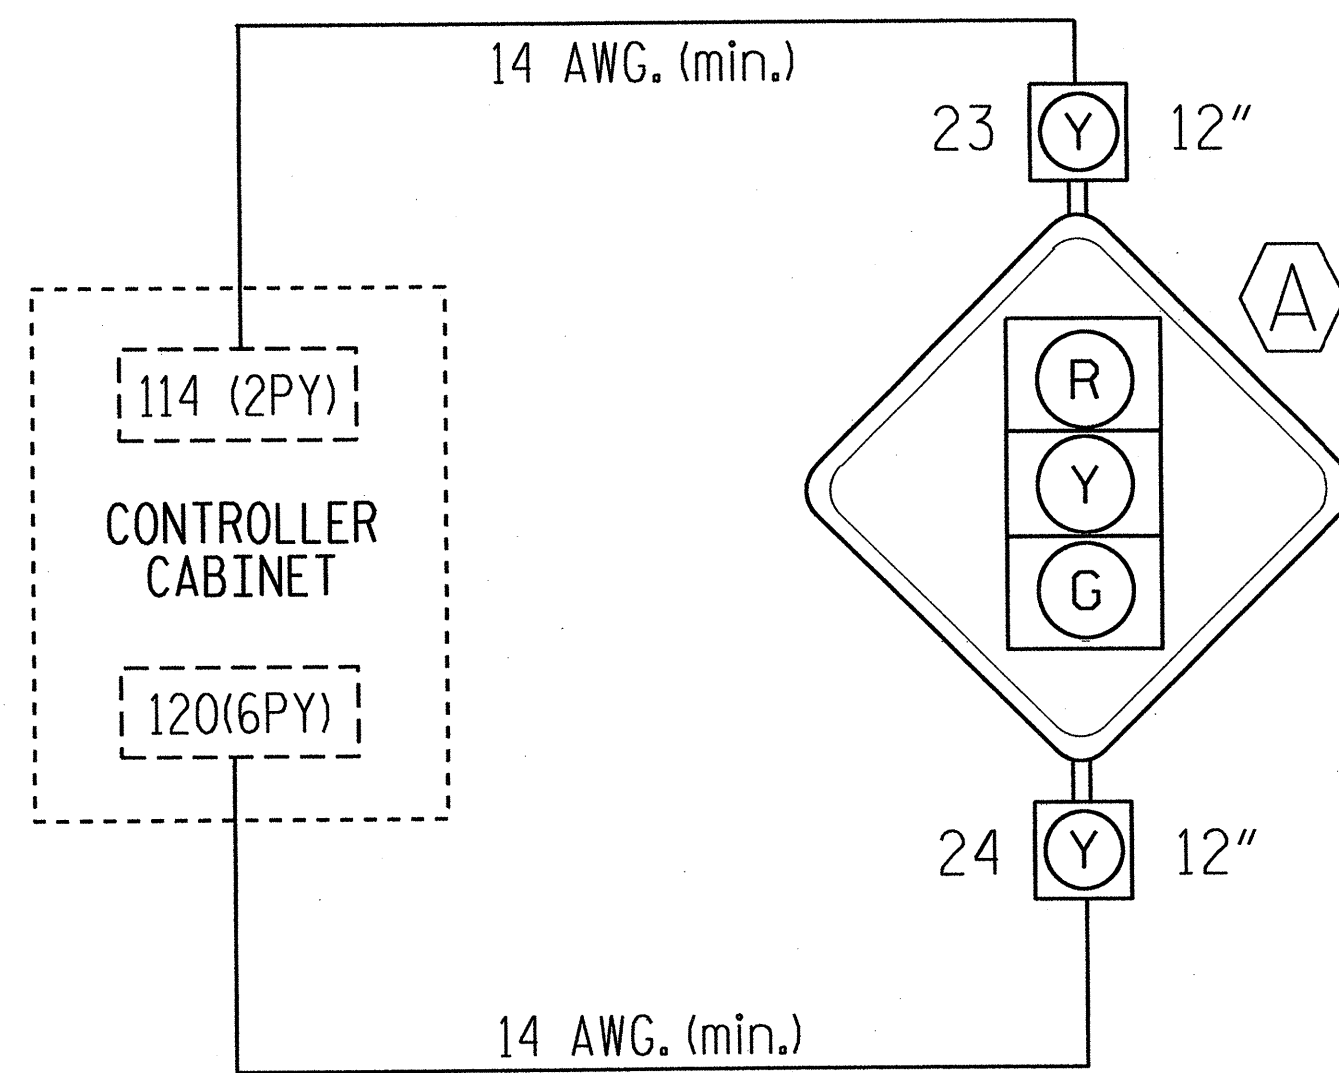 14 AWG. (min.)
23 Y 12"
A
R
114 (2PY)
Y
CONTROLLER
CABINET
G
120(6PY)
24 Y 12"
14 AWG. (min.)